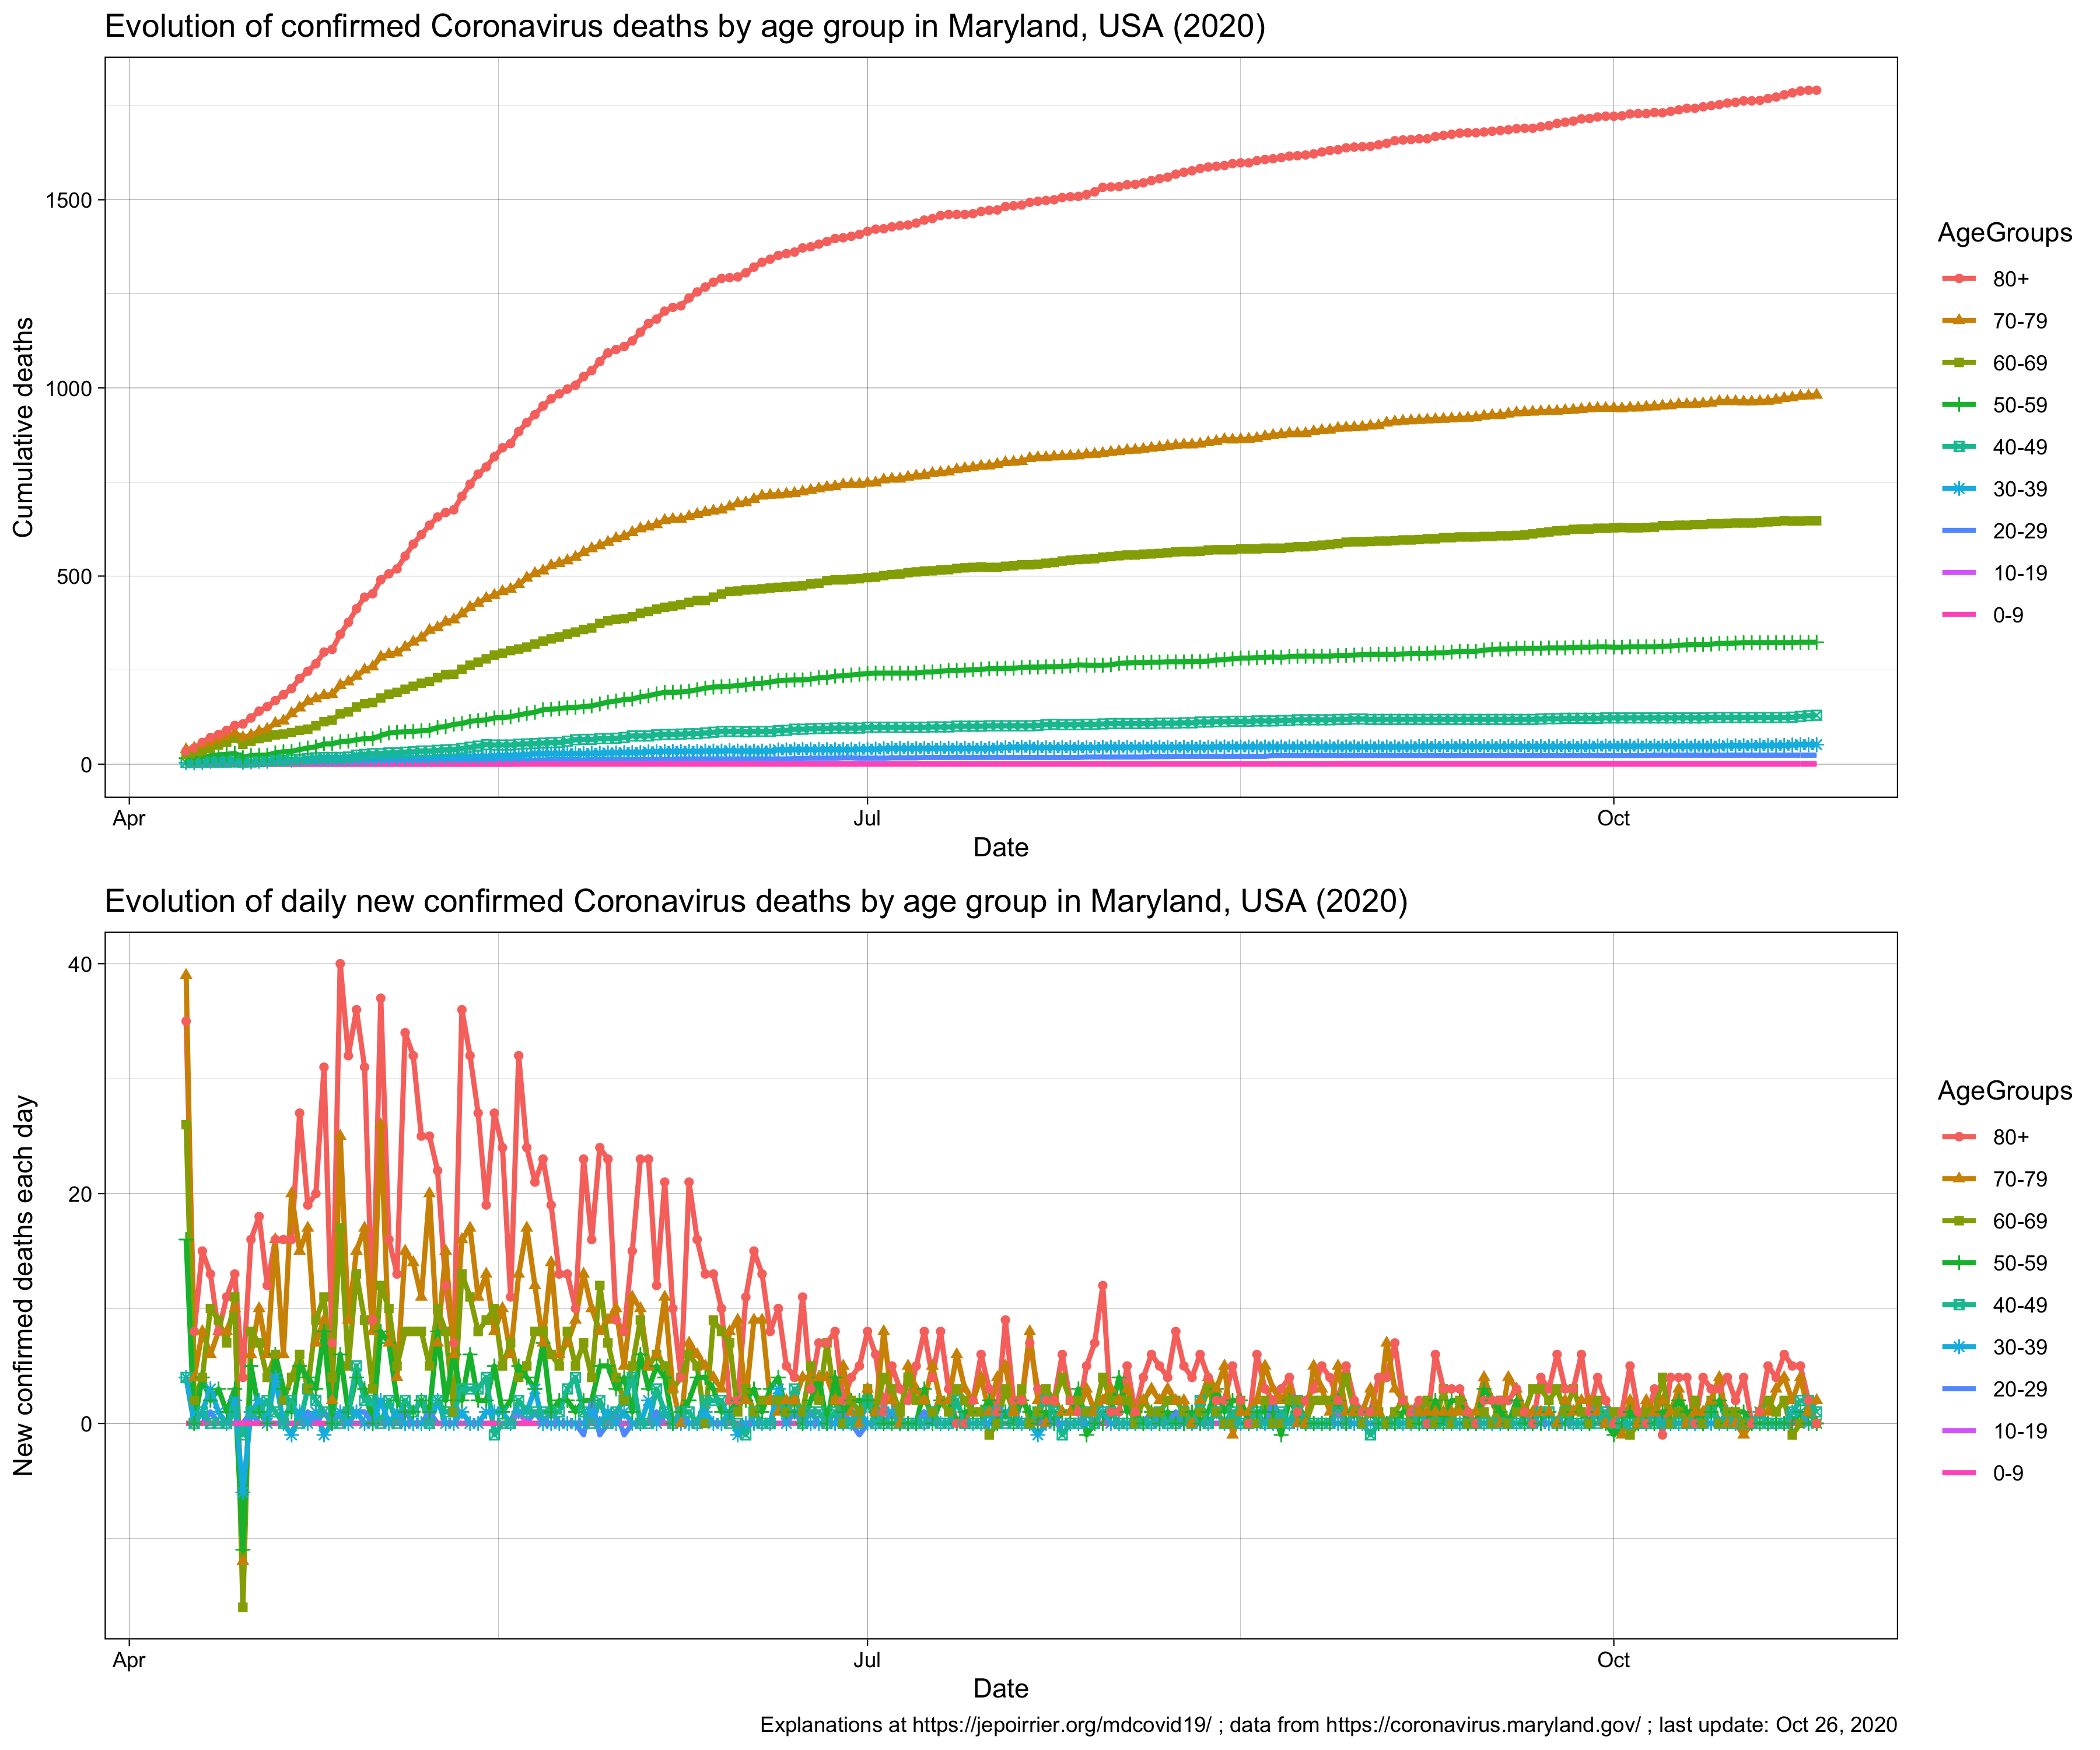 Evolution of confirmed Coronavirus deaths by age group in Maryland, USA (2020)
Cumulative deaths
1500
1000
500
0
Apr
Jul
Oct
Date
AgeGroups
80+
70-79
60-69
50-59
40-49
30-39
20-29
10-19
0-9
Evolution of daily new confirmed Coronavirus deaths by age group in Maryland, USA (2020)
New confirmed deaths each day
40
20
0
Apr
Jul
Oct
Date
AgeGroups
80+
70-79
60-69
50-59
40-49
30-39
20-29
10-19
0-9
Explanations at https://jepoirrier.org/mdcovid19/ ; data from https://coronavirus.maryland.gov/ ; last update: Oct 26, 2020